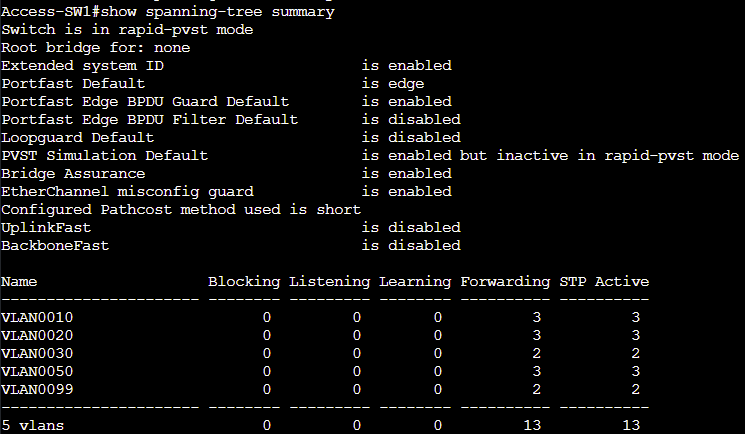 Access-SW1#show spanning-tree summary
Switch is in rapid-pvst mode
Root bridge for: none
Extended system ID                      is enabled
Portfast Default                        is edge
Portfast Edge BPDU Guard Default        is enabled
Portfast Edge BPDU Filter Default       is disabled
Loopguard Default                       is disabled
PVST Simulation Default                 is enabled but inactive in rapid-pvst mode
Bridge Assurance                        is enabled
EtherChannel misconfig guard            is enabled
Configured Pathcost method used is short
UplinkFast                              is disabled
BackboneFast                            is disabled

Name                   Blocking Listening Learning Forwarding STP Active
---------------------- -------- --------- -------- ---------- ----------
VLAN0010                     0         0        0          3          3
VLAN0020                     0         0        0          3          3
VLAN0030                     0         0        0          2          2
VLAN0050                     0         0        0          3          3
VLAN0099                     0         0        0          2          2
---------------------- -------- --------- -------- ---------- ----------
5 vlans                      0         0        0         13         13